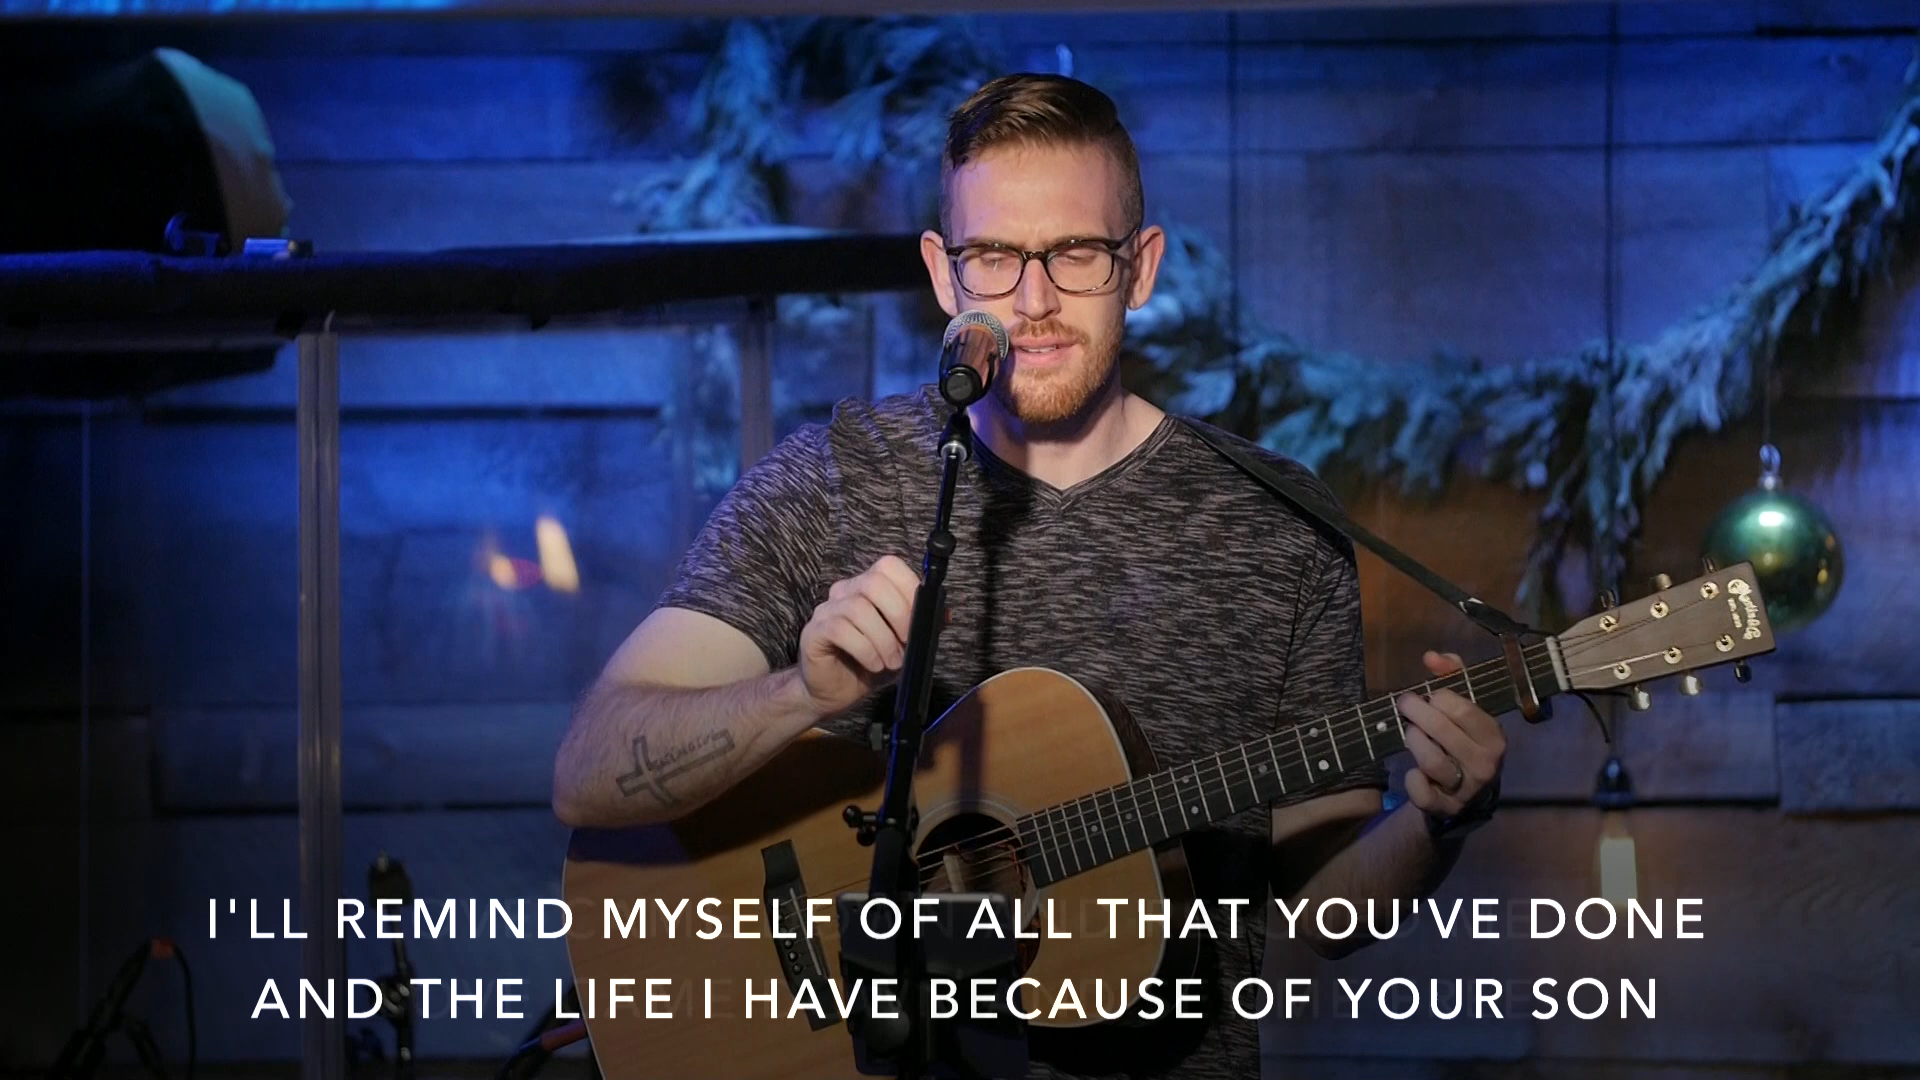 I'LL REMIND MYSELF OF ALL THAT YOU'VE DONE
AND THE LIFE I HAVE BECAUSE OF YOUR SON